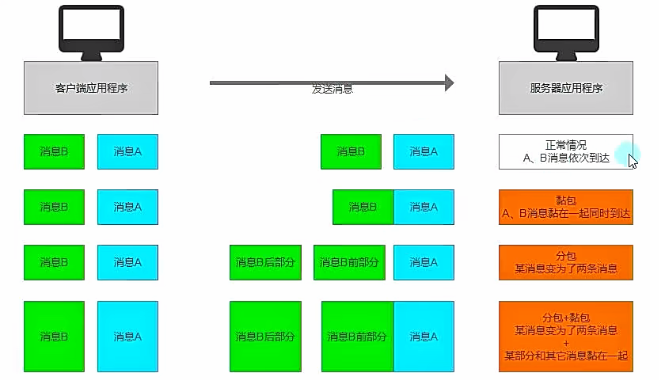 客户端应用程序
发送消息
服务器应用程序
消息B
消息A
消息B
消息A
正常情况
A、B消息依次到达
消息B
消息A
消息B
消息A
黏包
A、B消息黏在一起同时到达
消息B
消息A
消息B后部分
消息B前部分
消息A
分包
某消息变为了两条消息
消息B
消息A
消息B后部分
消息B前部分
消息A
分包+黏包
某消息变为了两条消息
+
某部分和其它消息黏在一起